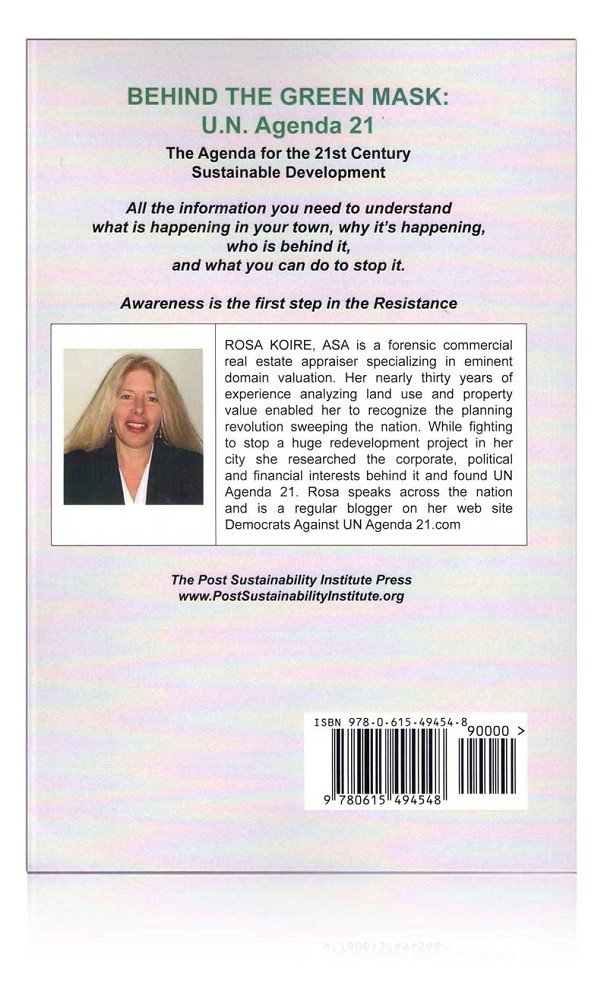 BEHIND THE GREEN MASK:
U.N. Agenda 21
The Agenda for the 21st Century
Sustainable Development
All the information you need to understand
what is happening in your town, why it's happening,
who is behind it,
and what you can do to stop it.
Awareness is the first step in the Resistance
ROSA KOIRE, ASA is a forensic commercial
real estate appraiser specializing in eminent
domain valuation. Her nearly thirty years of
experience analyzing land use and property
value enabled her to recognize the planning
revolution sweeping the nation. While fighting
to stop a huge redevelopment project in her
city she researched the corporate, political
and financial interests behind it and found UN
Agenda 21. Rosa speaks across the nation
and is a regular blogger on her web site
Democrats Against UN Agenda 21.com
The Post Sustainability Institute Press
www.PostSustainabilityInstitute.org
ISBN 978-0-615-49454-8
90000 >
9 780615 494548